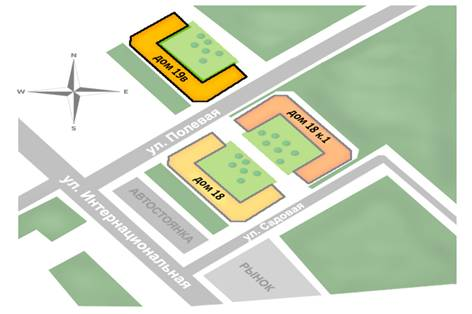 N
W
E
S
дом 19в
ул. Полевая
дом 18 к.1
дом 18
ул. Интернациональная
АВТОСТОЯНКА
ул. Садовая
РЫНОК